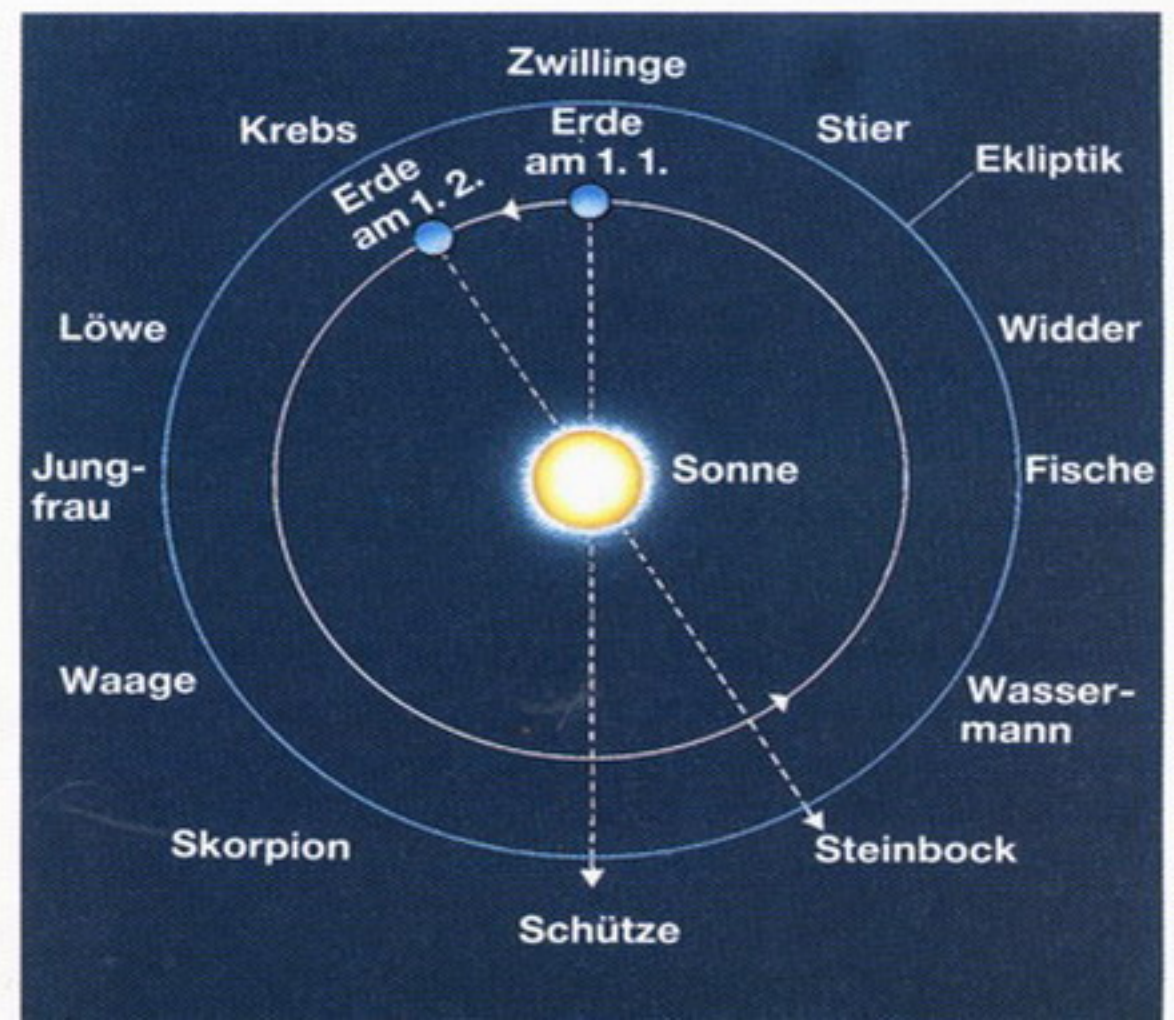 Zwillinge
Krebs
Erde
am 1. 1.
Stier
Ekliptik
Erde
am 1. 2.
Löwe
Widder
Jung-
frau
Sonne
Fische
Waage
Wasser-
mann
Skorpion
Steinbock
Schütze